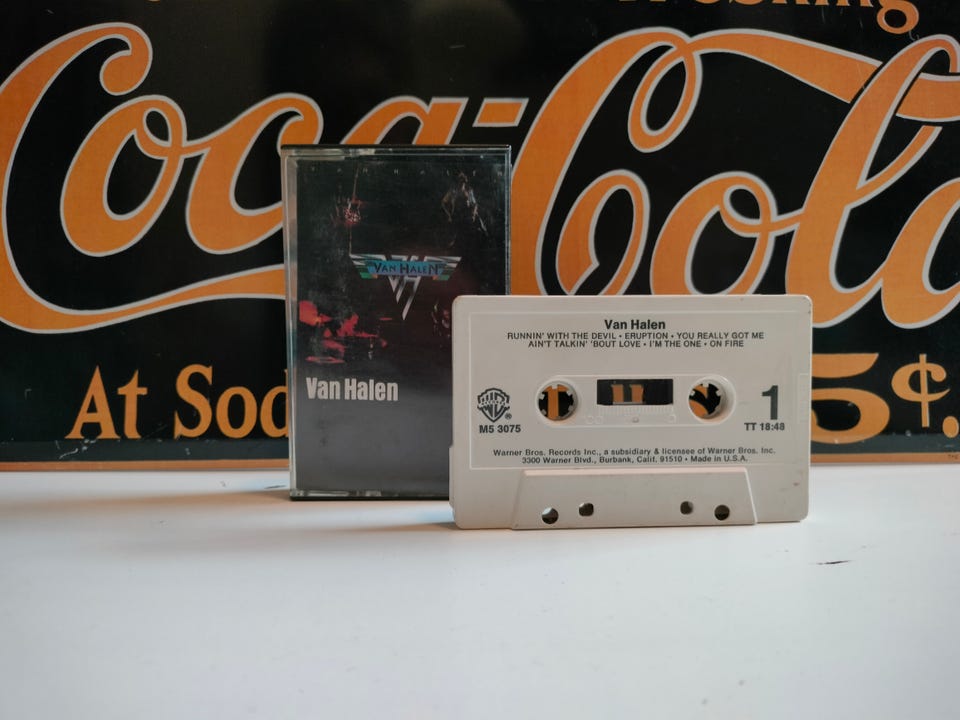 Coca-Cola
At Sod
5¢.
VAN HALEN
VAN HALEN
Van Halen
Van Halen
RUNNIN' WITH THE DEVIL • ERUPTION • YOU REALLY GOT ME
AIN'T TALKIN' 'BOUT LOVE • I'M THE ONE • ON FIRE
1
M5 3075
TT 18:48
Warner Bros. Records Inc., a subsidiary & licensee of Warner Bros. Inc.
3300 Warner Blvd., Burbank, Calif. 91510 • Made in U.S.A.